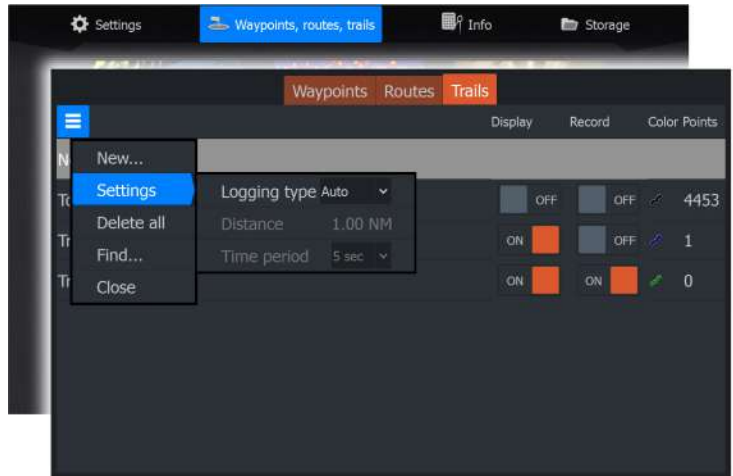 Settings Waypoints, routes, trails Info Storage
Waypoints Routes Trails
Display Record Color Points
New...
Settings Logging type Auto OFF OFF 4453
Delete all Distance 1.00 NM ON OFF 1
Find... Time period 5 sec
Close ON ON 0